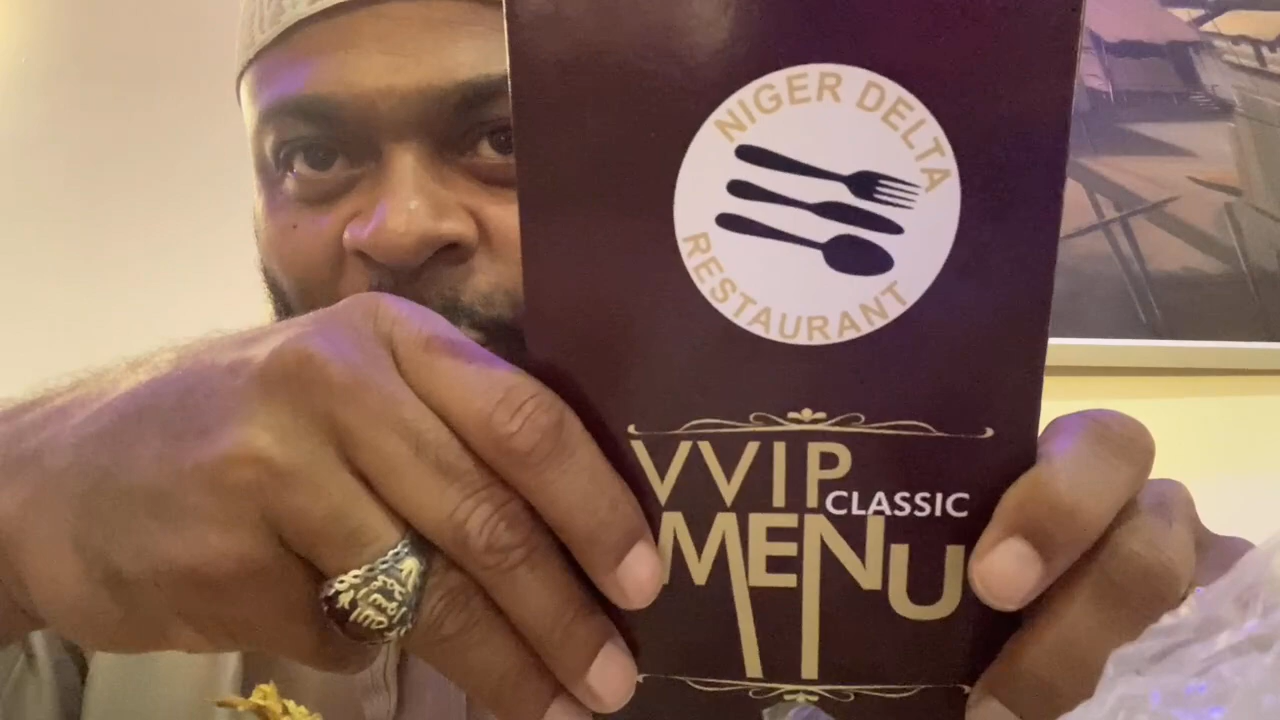 NIGER DELTA
RESTAURANT
VVIP
CLASSIC
MENU